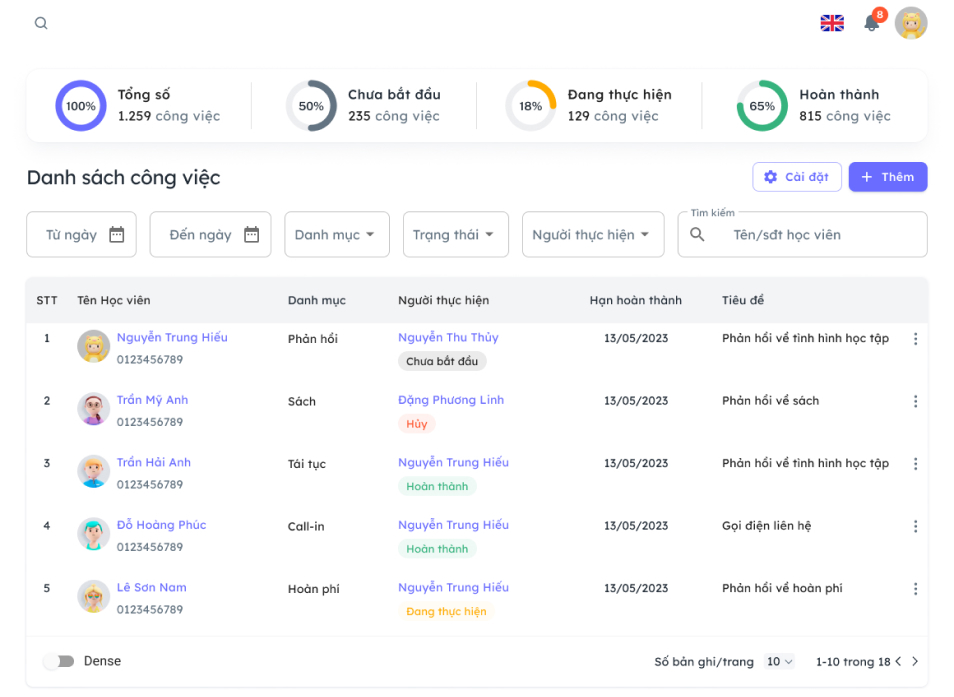 8
100%
Tổng số
1.259 công việc
50%
Chưa bắt đầu
235 công việc
18%
Đang thực hiện
129 công việc
65%
Hoàn thành
815 công việc
Danh sách công việc
Cài đặt
+ Thêm
Từ ngày
Đến ngày
Danh mục
Trạng thái
Người thực hiện
Tìm kiếm
Tên/sđt học viên
STT Tên Học viên Danh mục Người thực hiện Hạn hoàn thành Tiêu đề
1 Nguyễn Trung Hiếu Phản hồi Nguyễn Thu Thủy 13/05/2023 Phản hồi về tình hình học tập
0123456789 Chưa bắt đầu
2 Trần Mỹ Anh Sách Đặng Phương Linh 13/05/2023 Phản hồi về sách
0123456789 Hủy
3 Trần Hải Anh Tái tục Nguyễn Trung Hiếu 13/05/2023 Phản hồi về tình hình học tập
0123456789 Hoàn thành
4 Đỗ Hoàng Phúc Call-in Nguyễn Trung Hiếu 13/05/2023 Gọi điện liên hệ
0123456789 Hoàn thành
5 Lê Sơn Nam Hoàn phí Nguyễn Trung Hiếu 13/05/2023 Phản hồi về hoàn phí
0123456789 Đang thực hiện
Dense Số bản ghi/trang 10 1-10 trong 18